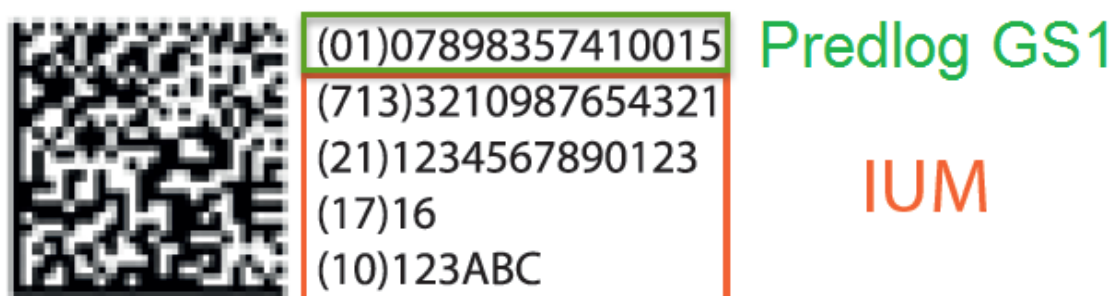 (01)07898357410015
Predlog GS1
(713)3210987654321
(21)1234567890123
IUM
(17)16
(10)123ABC